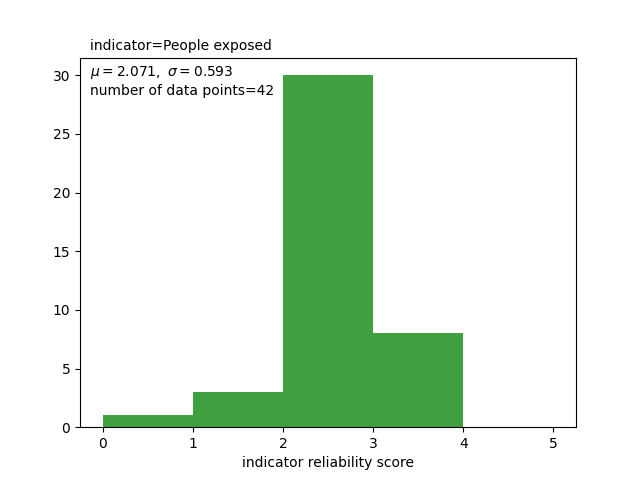 indicator=People exposed
μ = 2.071,  σ = 0.593
number of data points=42
30
25
20
15
10
5
0
0 1 2 3 4 5
indicator reliability score